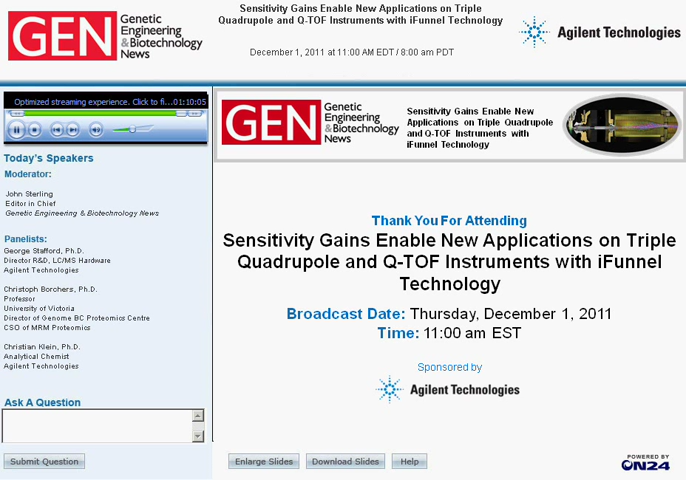 GEN
Genetic
Engineering
&Biotechnology
News
Sensitivity Gains Enable New Applications on Triple
Quadrupole and Q-TOF Instruments with iFunnel Technology
December 1, 2011 at 11:00 AM EDT / 8:00 am PDT
Agilent Technologies
Optimized streaming experience. Click to fi...01:10:05
Today's Speakers
Moderator:
John Sterling
Editor in Chief
Genetic Engineering & Biotechnology News
Panelists:
George Stafford, Ph.D.
Director R&D, LC/MS Hardware
Agilent Technologies
Christoph Borchers, Ph.D.
Professor
University of Victoria
Director of Genome BC Proteomics Centre
CSO of MRM Proteomics
Christian Klein, Ph.D.
Analytical Chemist
Agilent Technologies
Ask A Question
Submit Question
GEN
Genetic
Engineering
&Biotechnology
News
Sensitivity Gains Enable New
Applications on Triple Quadrupole
and Q-TOF Instruments with
iFunnel Technology
Thank You For Attending
Sensitivity Gains Enable New Applications on Triple
Quadrupole and Q-TOF Instruments with iFunnel
Technology
Broadcast Date: Thursday, December 1, 2011
Time: 11:00 am EST
Sponsored by
Agilent Technologies
Enlarge Slides
Download Slides
Help
POWERED BY
ON24